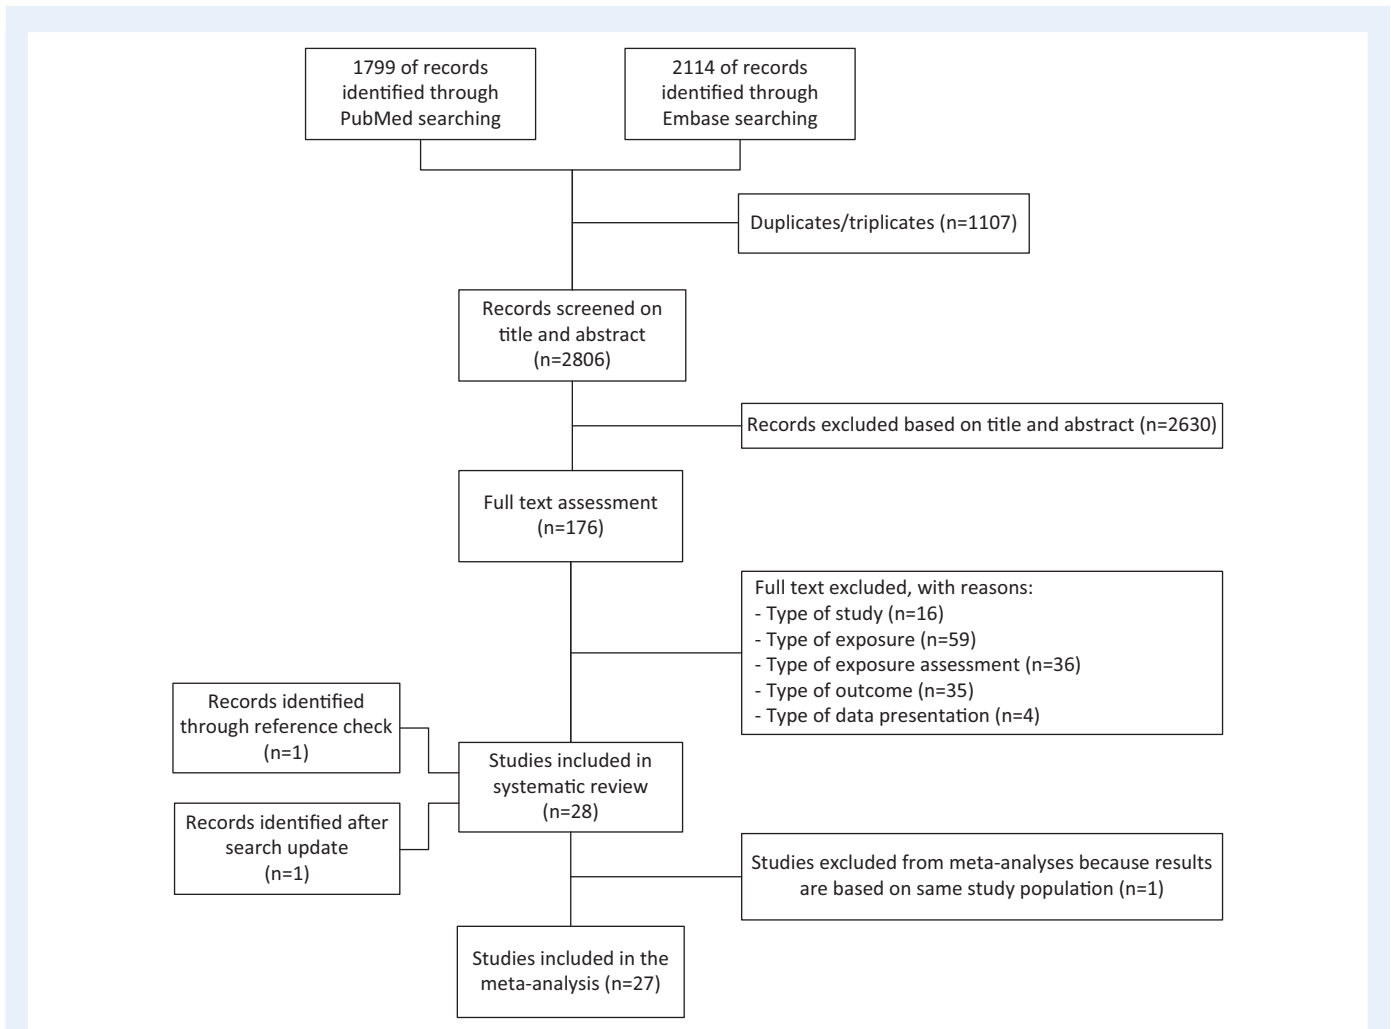 1799 of records
identified through
PubMed searching
2114 of records
identified through
Embase searching
Duplicates/triplicates (n=1107)
Records screened on
title and abstract
(n=2806)
Records excluded based on title and abstract (n=2630)
Full text assessment
(n=176)
Full text excluded, with reasons:
- Type of study (n=16)
- Type of exposure (n=59)
- Type of exposure assessment (n=36)
- Type of outcome (n=35)
- Type of data presentation (n=4)
Records identified
through reference check
(n=1)
Studies included in
systematic review
(n=28)
Records identified after
search update
(n=1)
Studies excluded from meta-analyses because results
are based on same study population (n=1)
Studies included in the
meta-analysis (n=27)